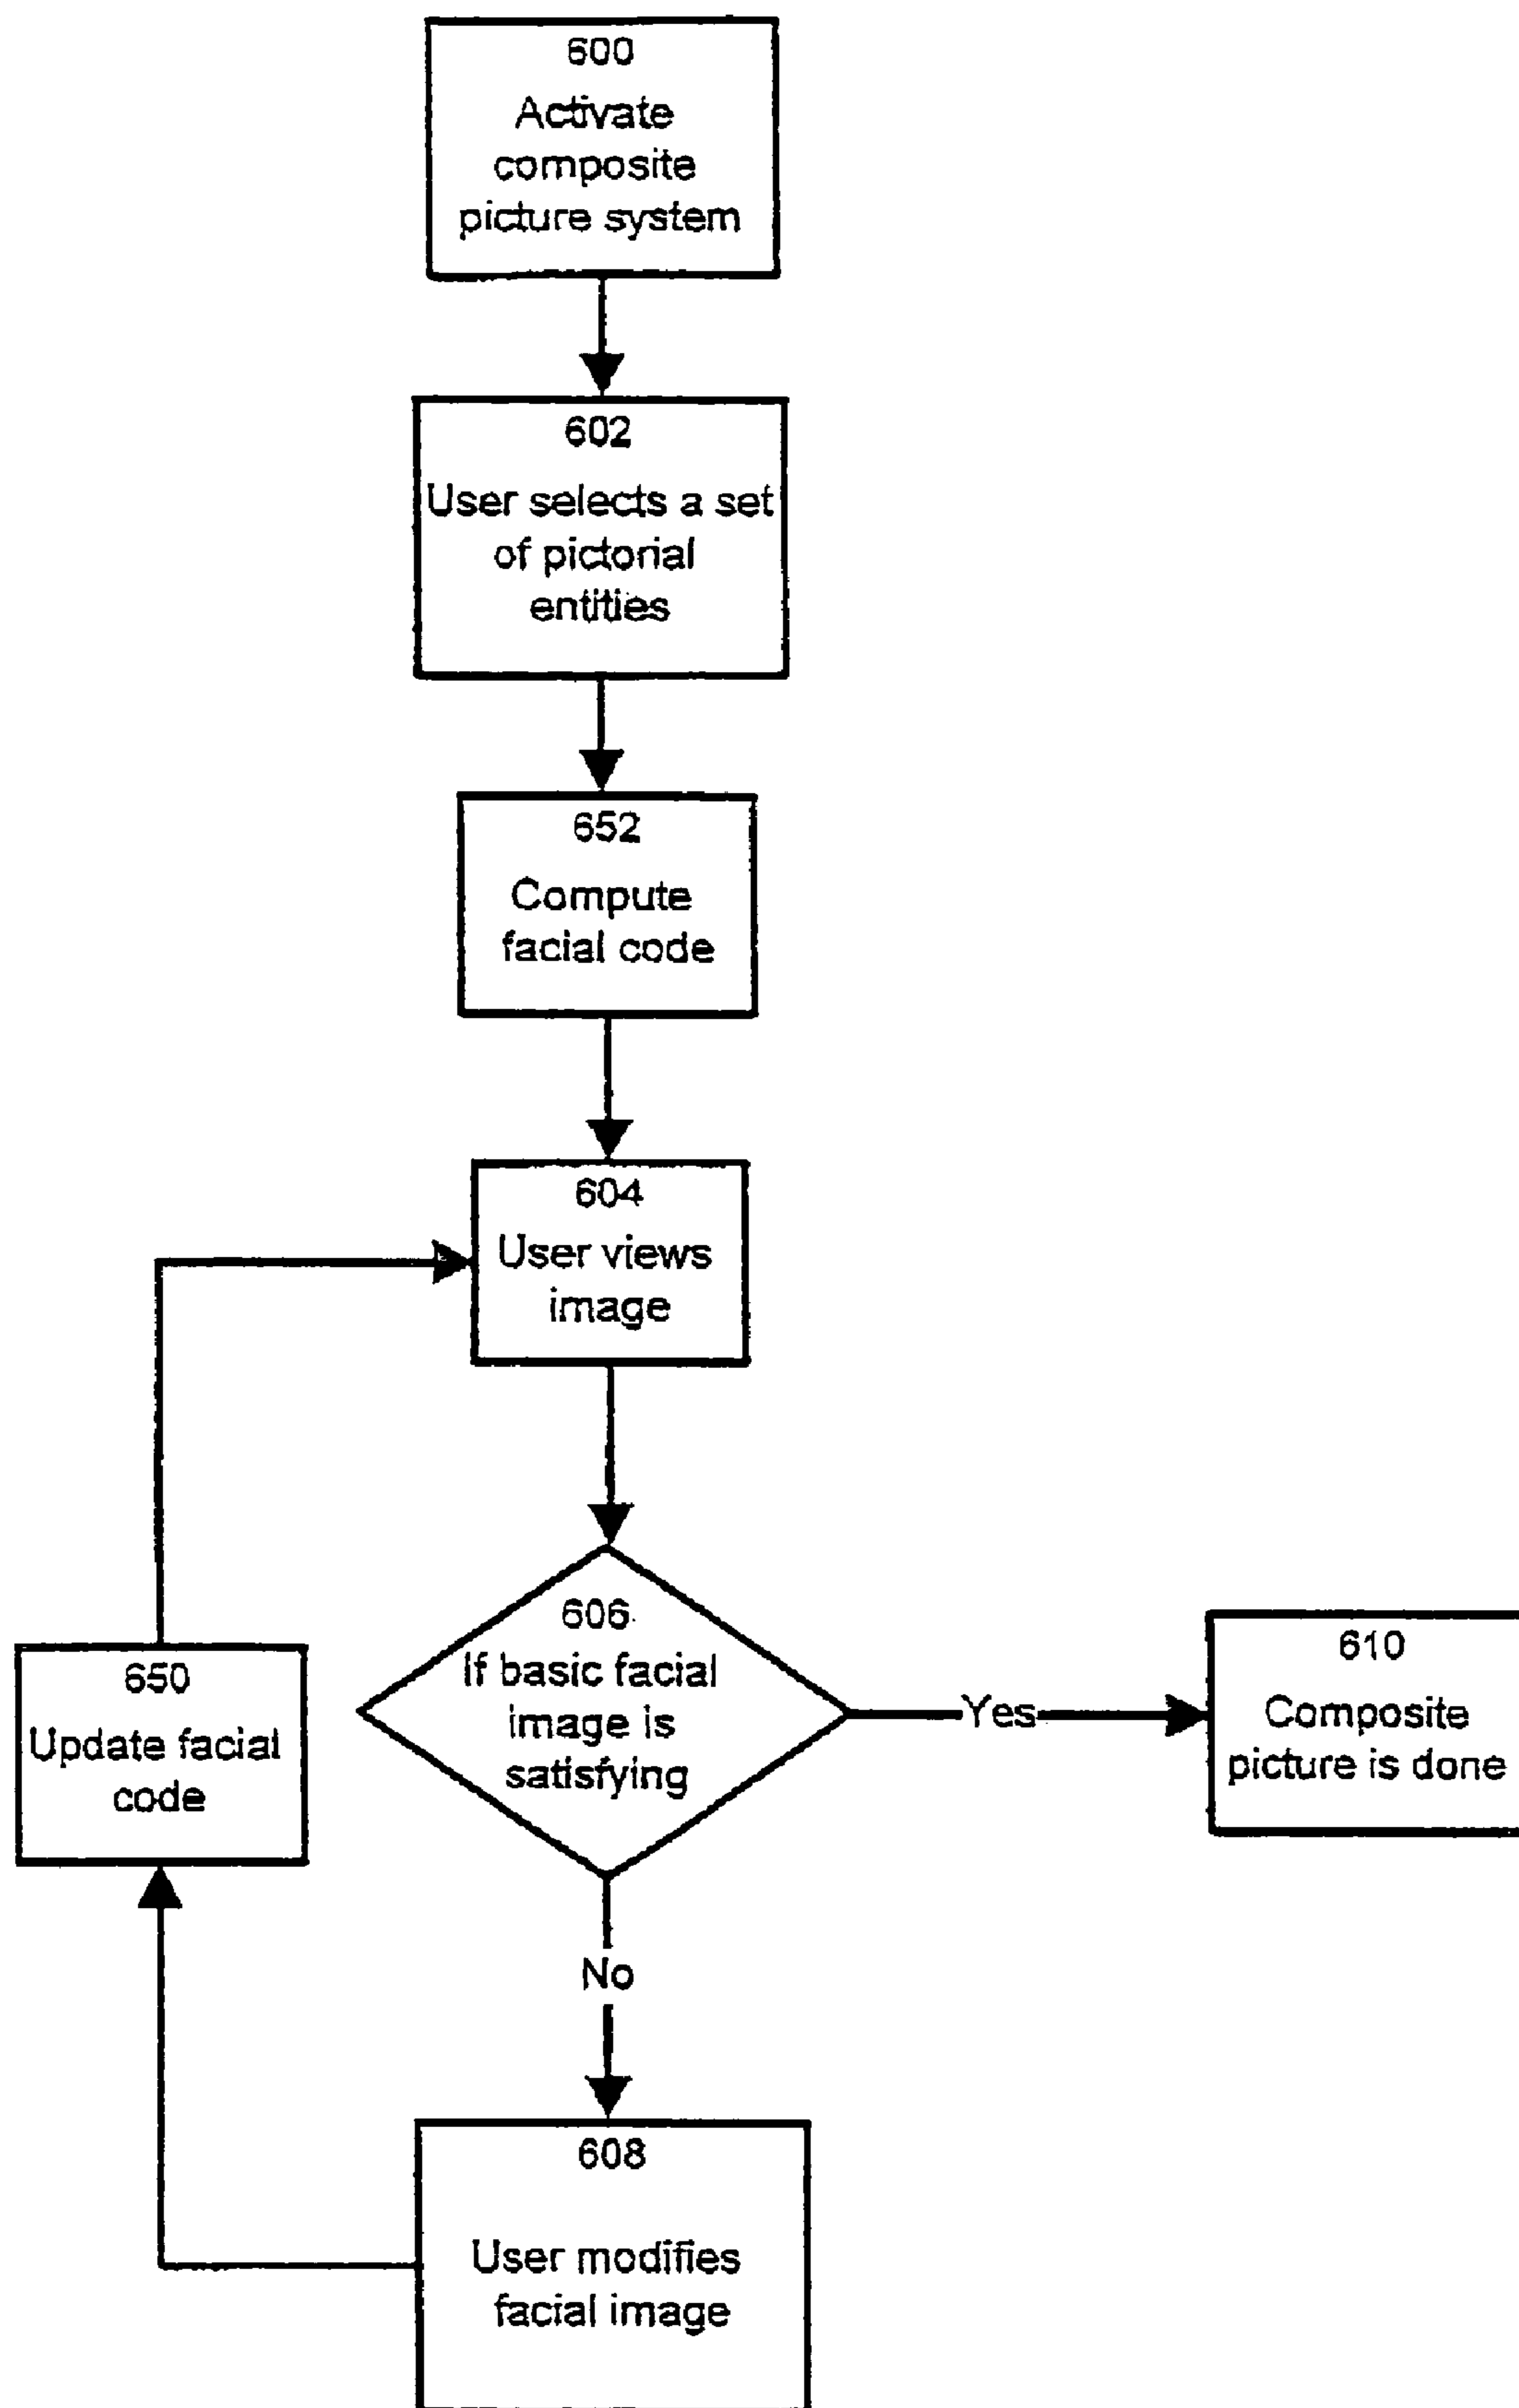 600
Activate
composite
picture system
602
User selects a set
of pictorial
entities
652
Compute
facial code
604
User views
image
606
If basic facial
image is
satisfying
Yes
610
Composite
picture is done
650
Update facial
code
No
608
User modifies
facial image